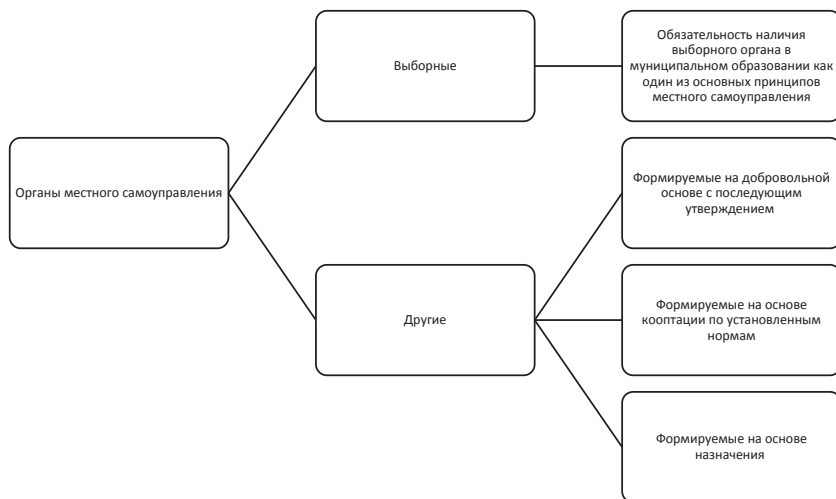 Органы местного самоуправления
Выборные
Обязательность наличия
выборного органа в
муниципальном образовании как
один из основных принципов
местного самоуправления
Другие
Формируемые на добровольной
основе с последующим
утверждением
Формируемые на основе
кооптации по установленным
нормам
Формируемые на основе
назначения